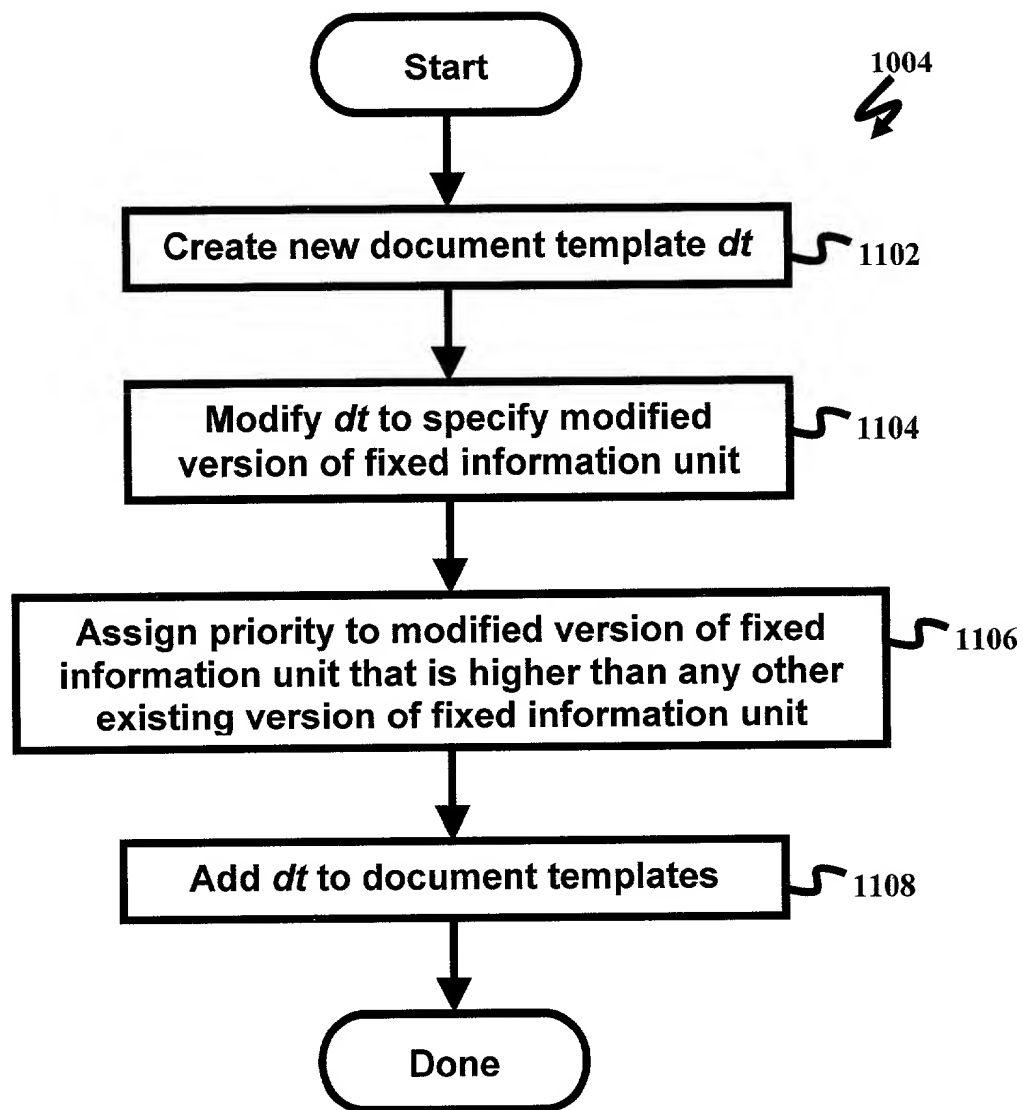 Start
1004
Create new document template dt
1102
Modify dt to specify modified
version of fixed information unit
1104
Assign priority to modified version of fixed
information unit that is higher than any other
existing version of fixed information unit
1106
Add dt to document templates
1108
Done